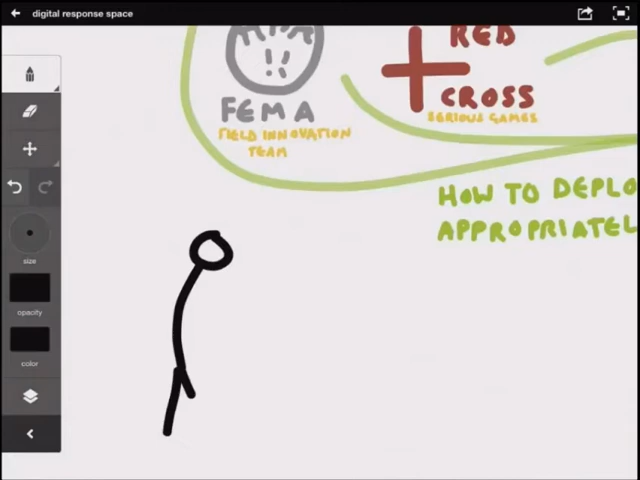 digital response space
RED
CROSS
SERIOUS GAMES
FEMA
FIELD INNOVATION
TEAM
HOW TO DEPLO
APPROPRIATEL
size
opacity
color